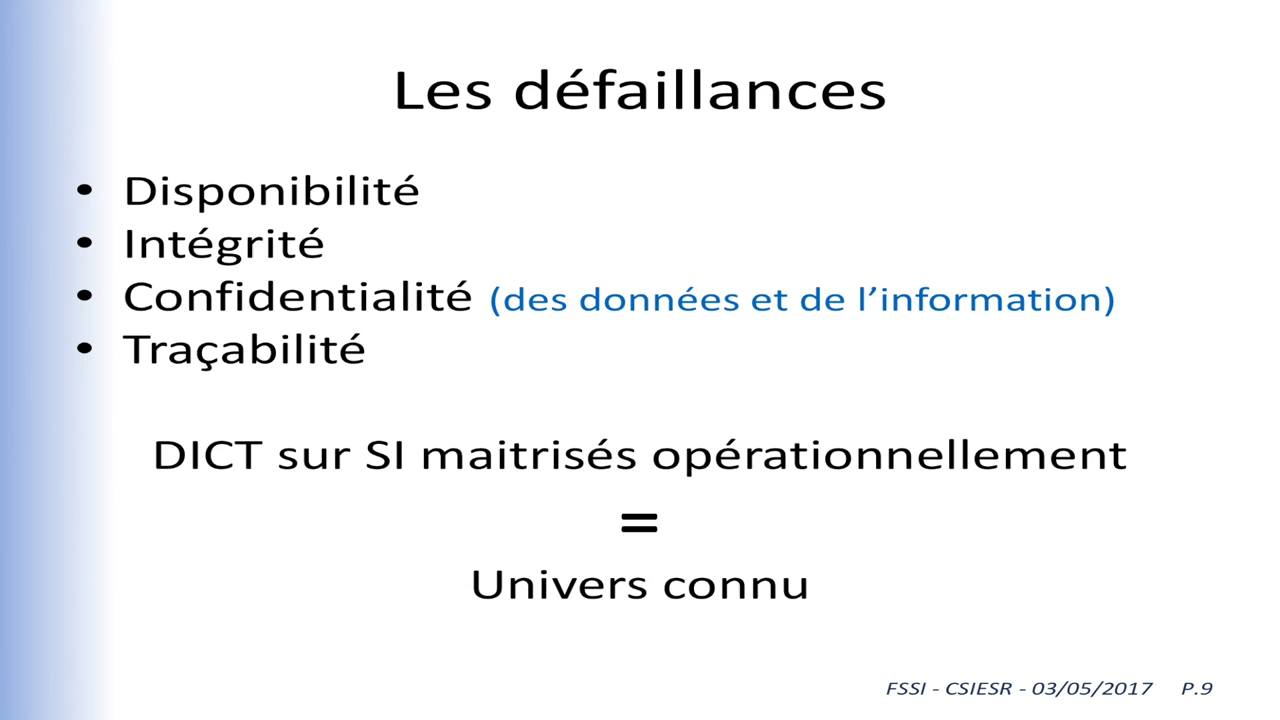 Les défaillances
• Disponibilité
• Intégrité
• Confidentialité (des données et de l’information)
• Traçabilité
DICT sur SI maitrisés opérationnellement
=
Univers connu
FSSI - CSIESR - 03/05/2017 P.9